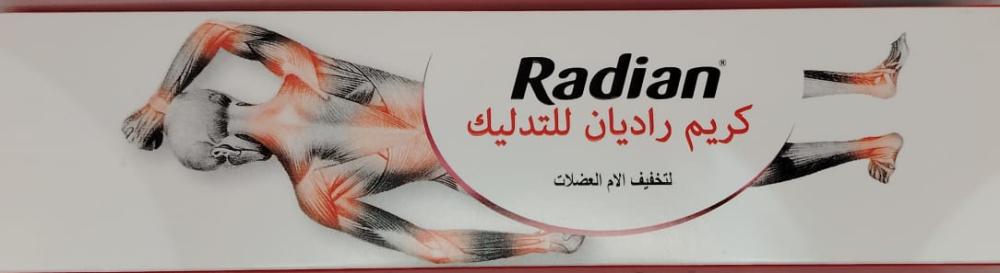 Radian®
كريم راديان للتدليك
لتخفيف الام العضلات